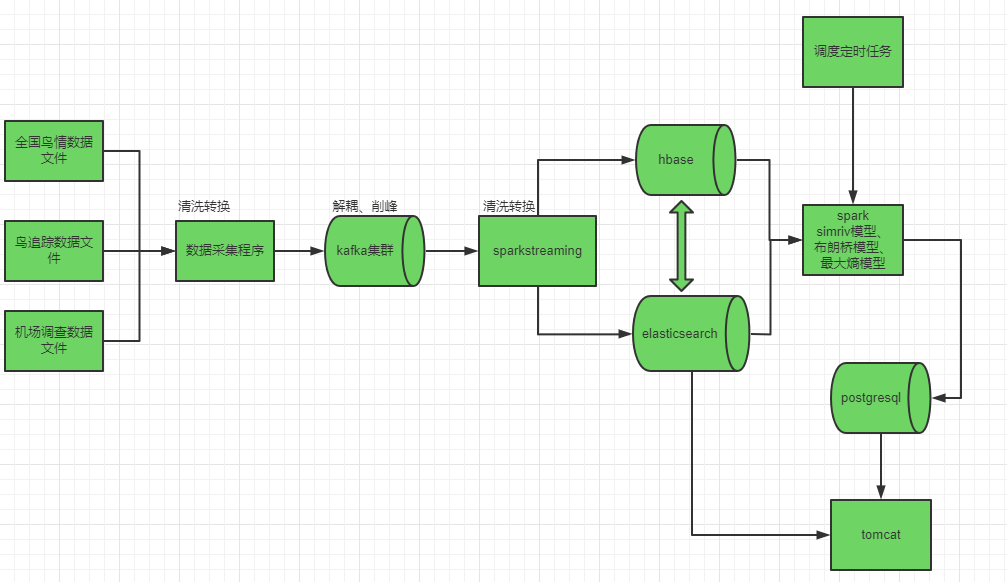 调度定时任务
全国鸟情数据
文件
鸟追踪数据文
件
机场调查数据
文件
清洗转换
数据采集程序
解耦、削峰
kafka集群
清洗转换
sparkstreaming
hbase
elasticsearch
spark
simriv模型、
布朗桥模型、
最大熵模型
postgresql
tomcat